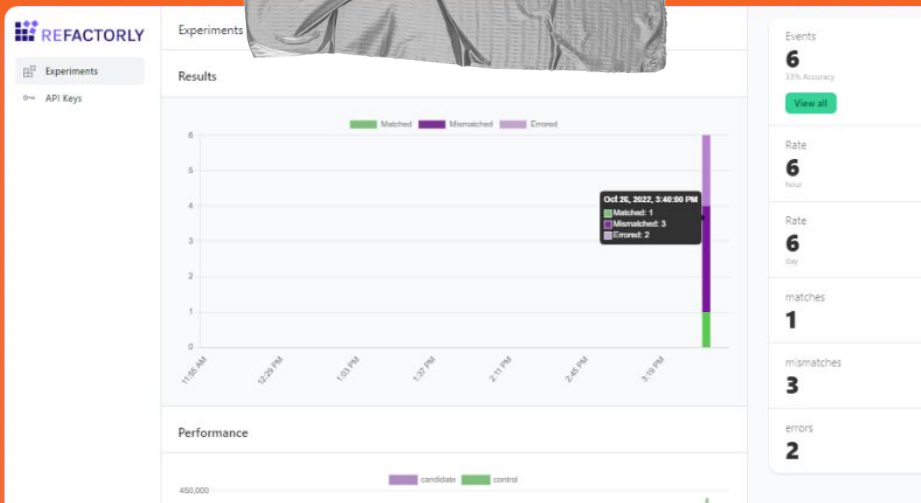 REFACTORLY
Experiments
API Keys
Experiments
Results
Matched Mismatched Errored
6
5
4
3
2
1
0
11:55 AM
12:29 PM
1:03 PM
1:37 PM
2:11 PM
2:45 PM
3:19 PM
Oct 26, 2022, 3:40:00 PM
Matched: 1
Mismatched: 3
Errored: 2
Performance
candidate control
450,000
Events
6
33% Accuracy
View all
Rate
6
hour
Rate
6
day
matches
1
mismatches
3
errors
2